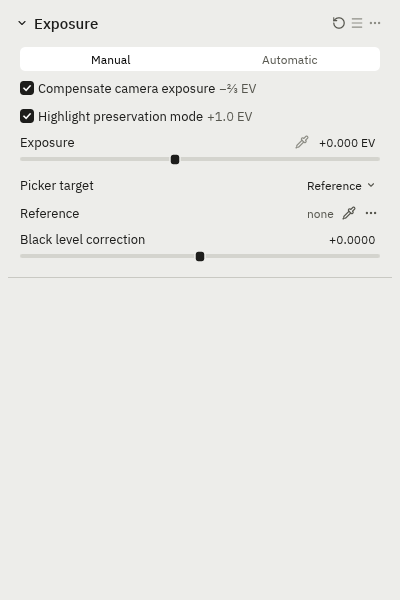 Exposure
Manual Automatic
Compensate camera exposure −⅔ EV
Highlight preservation mode +1.0 EV
Exposure +0.000 EV
Picker target Reference
Reference none
Black level correction +0.0000